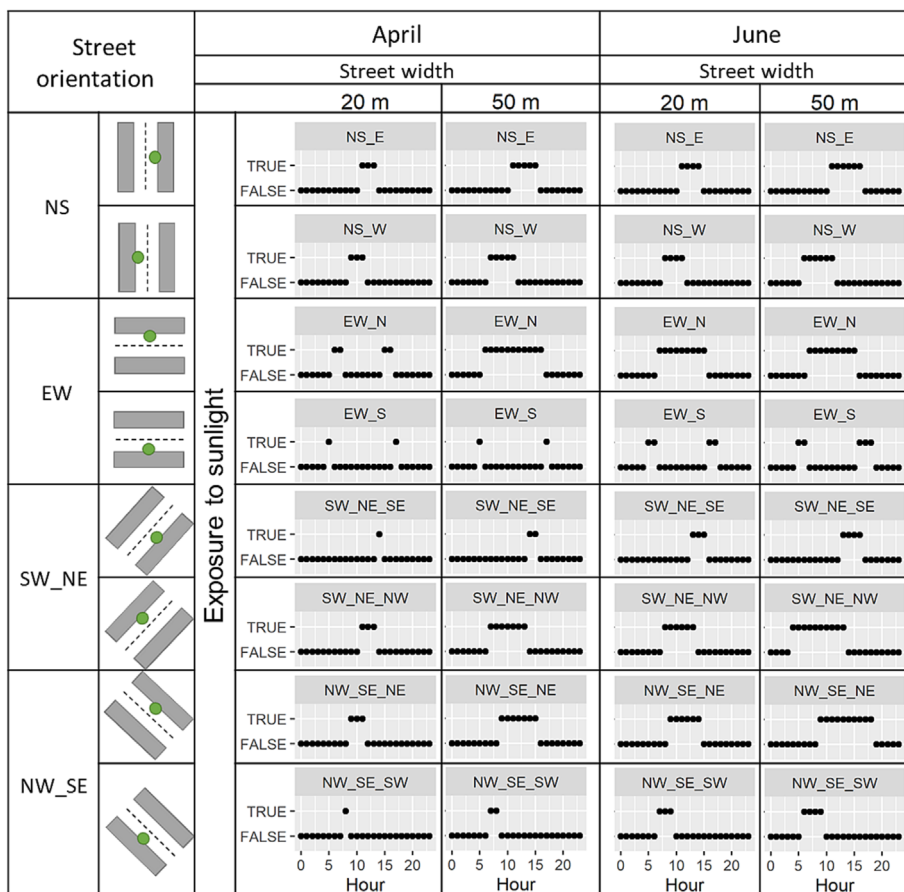 Street orientation
April
June
Street width
Street width
20 m
50 m
20 m
50 m
Exposure to sunlight
NS
NS_E
NS_E
NS_E
NS_E
TRUE
FALSE
NS_W
NS_W
NS_W
NS_W
TRUE
FALSE
EW
EW_N
EW_N
EW_N
EW_N
TRUE
FALSE
EW_S
EW_S
EW_S
EW_S
TRUE
FALSE
SW_NE
SW_NE_SE
SW_NE_SE
SW_NE_SE
SW_NE_SE
TRUE
FALSE
SW_NE_NW
SW_NE_NW
SW_NE_NW
SW_NE_NW
TRUE
FALSE
NW_SE
NW_SE_NE
NW_SE_NE
NW_SE_NE
NW_SE_NE
TRUE
FALSE
NW_SE_SW
NW_SE_SW
NW_SE_SW
NW_SE_SW
TRUE
FALSE
0 5 10 15 20
0 5 10 15 20
0 5 10 15 20
0 5 10 15 20
Hour
Hour
Hour
Hour